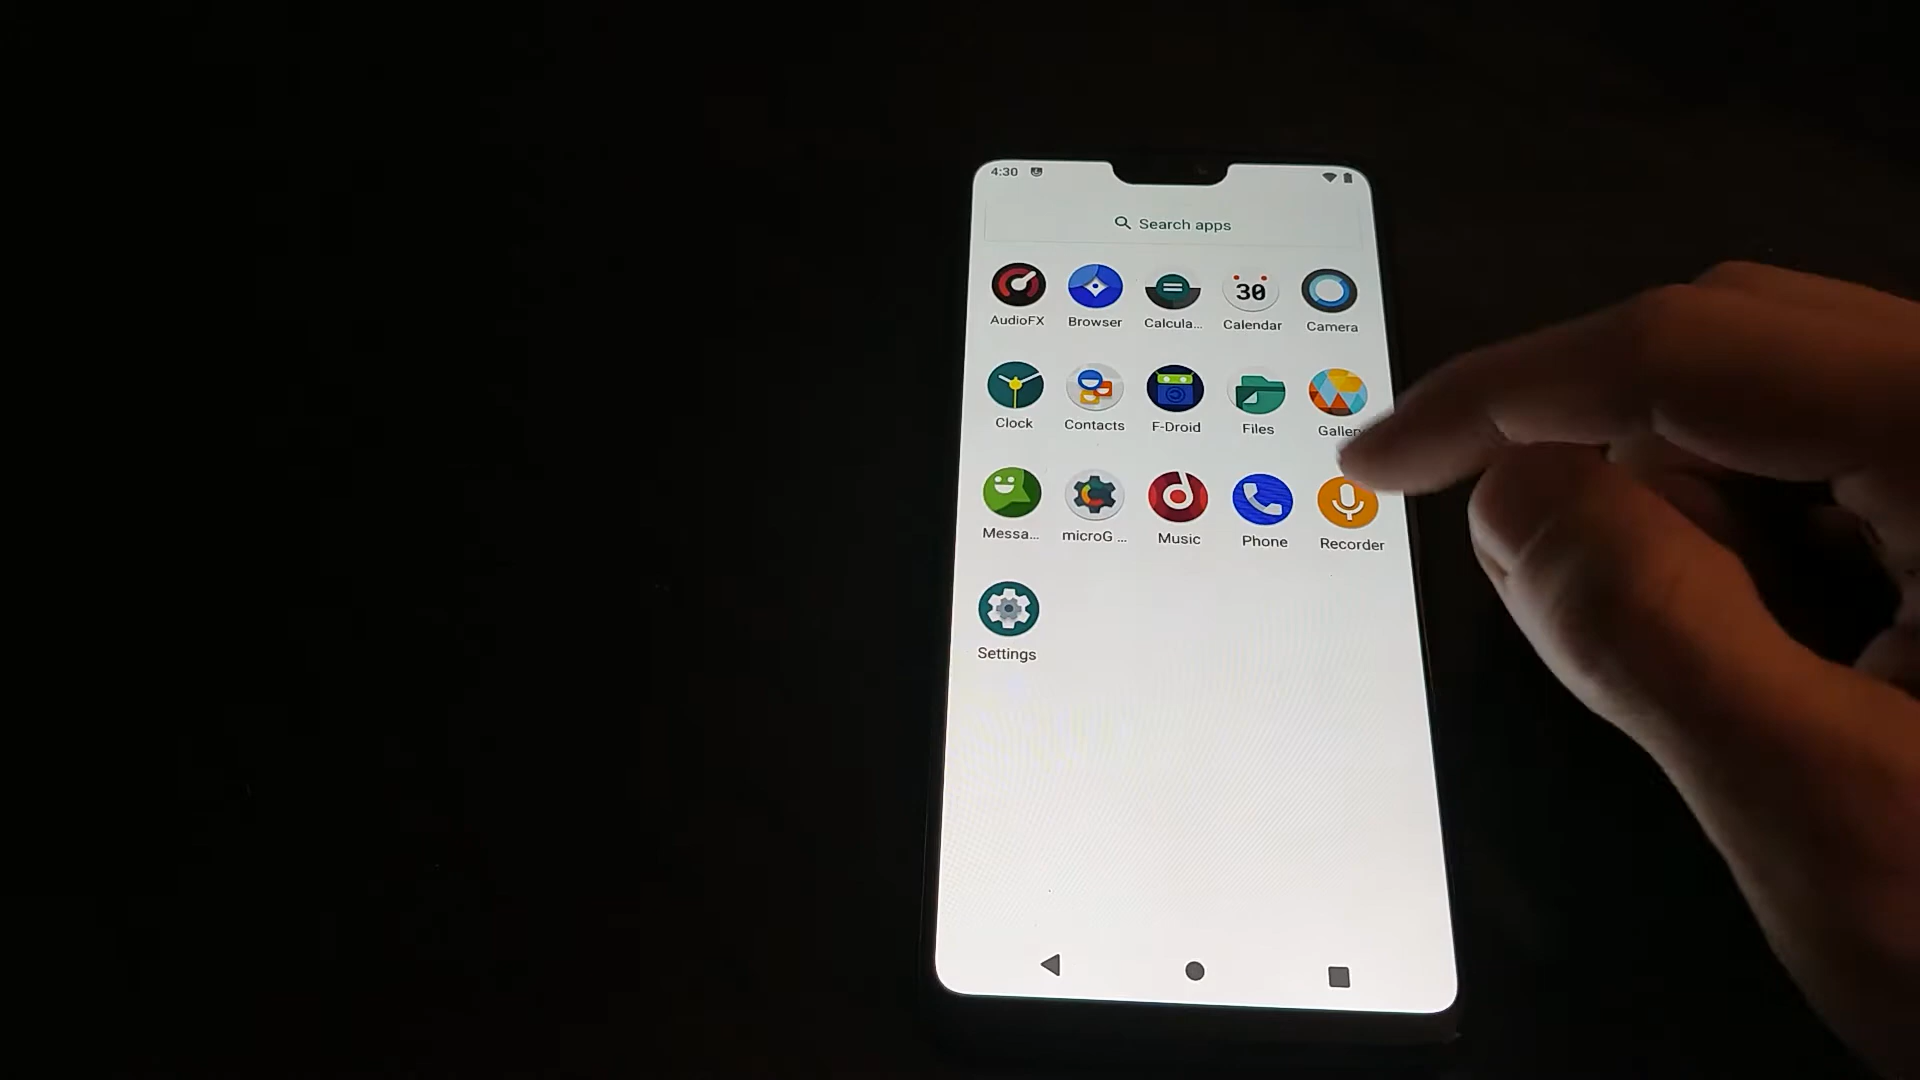 4:30
Search apps
30
AudioFX Browser Calcula... Calendar Camera
Clock Contacts F-Droid Files Gallery
Messa... microG ... Music Phone Recorder
Settings